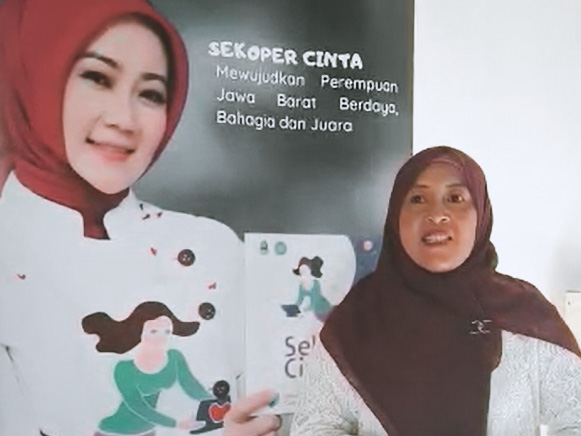 SEKOPER CINTA
Mewujudkan Perempuan
Jawa Barat Berdaya,
Bahagia dan Juara